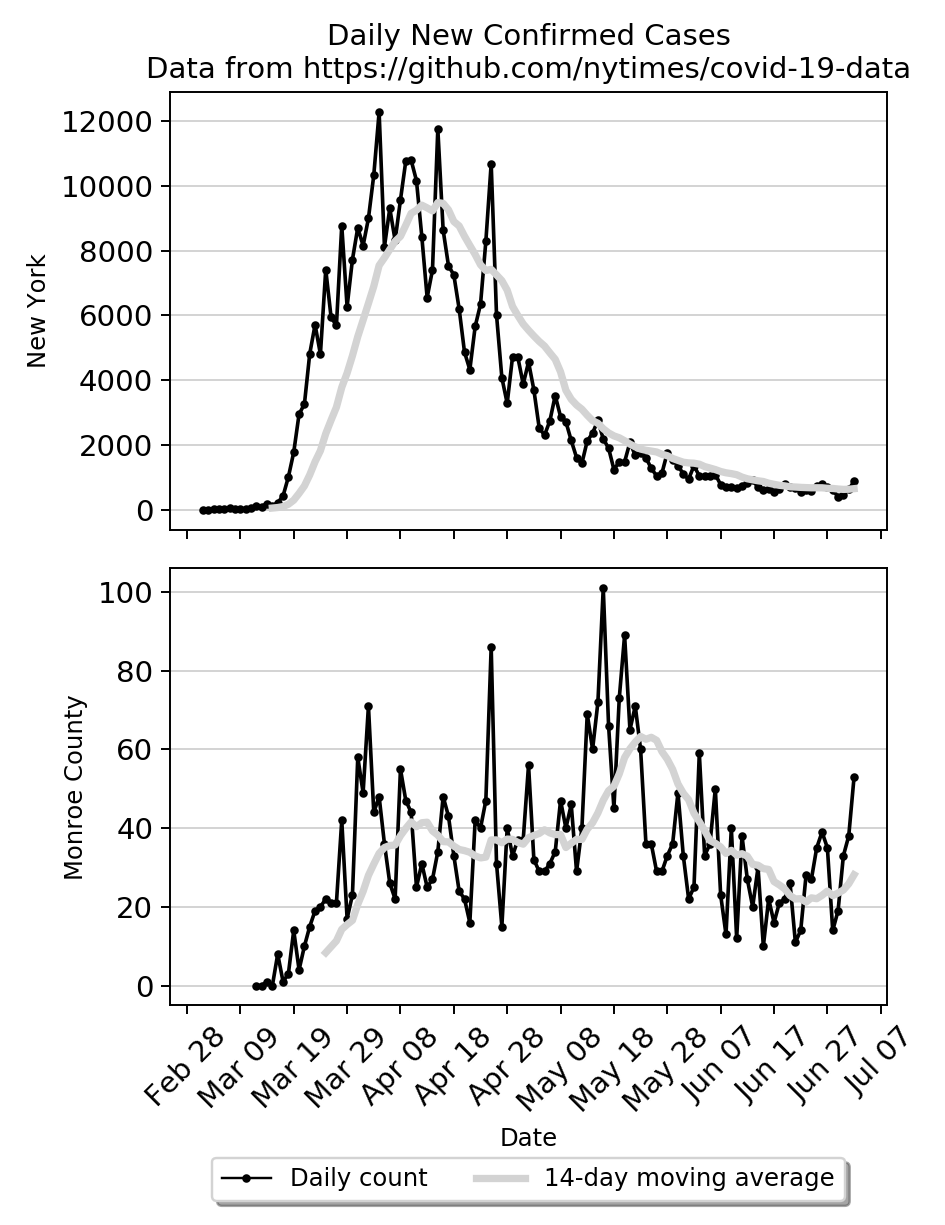 Daily New Confirmed Cases
Data from https://github.com/nytimes/covid-19-data
12000
10000
8000
6000
4000
2000
0
New York
100
80
60
40
20
0
Monroe County
Feb 28
Mar 09
Mar 19
Mar 29
Apr 08
Apr 18
Apr 28
May 08
May 18
May 28
Jun 07
Jun 17
Jun 27
Jul 07
Date
Daily count
14-day moving average